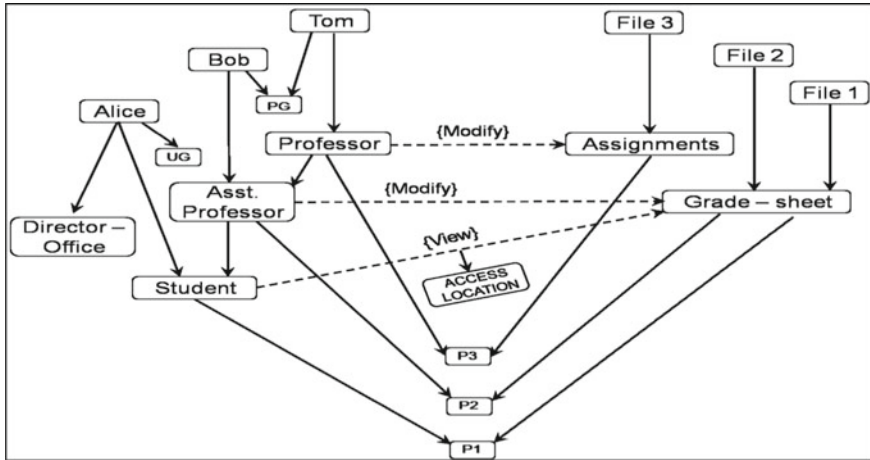 Tom
File 3
Bob
File 2
PG
File 1
Alice
UG
Professor
{Modify}
Assignments
Asst.
Professor
{Modify}
Grade – sheet
Director –
Office
{View}
Student
ACCESS
LOCATION
P3
P2
P1